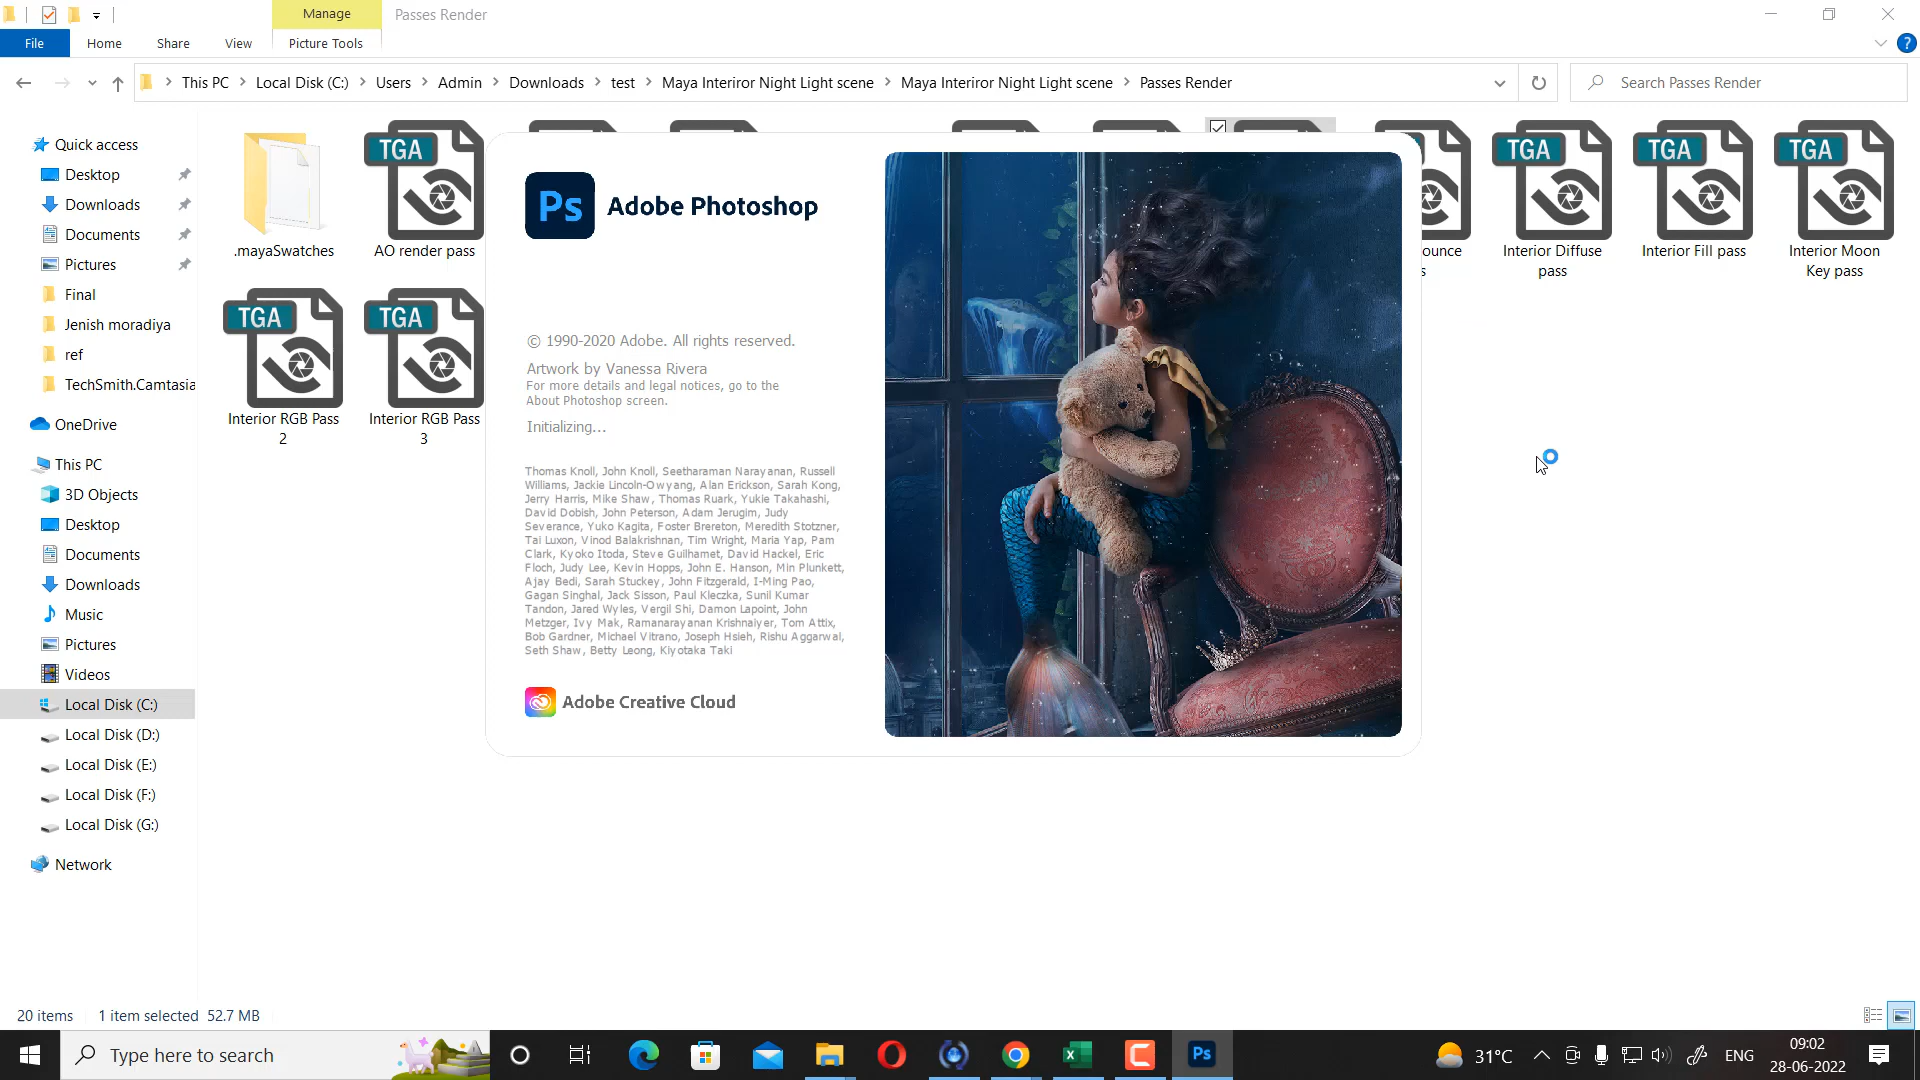 Manage
Passes Render
File
Home
Share
View
Picture Tools
This PC
Local Disk (C:)
Users
Admin
Downloads
test
Maya Interiror Night Light scene
Maya Interiror Night Light scene
Passes Render
Search Passes Render
Quick access
Desktop
Downloads
Documents
Pictures
Final
Jenish moradiya
ref
TechSmith.Camtasia
OneDrive
This PC
3D Objects
Desktop
Documents
Downloads
Music
Pictures
Videos
Local Disk (C:)
Local Disk (D:)
Local Disk (E:)
Local Disk (F:)
Local Disk (G:)
Network
.mayaSwatches
TGA
AO render pass
TGA
Interior Diffuse
pass
TGA
Interior Fill pass
TGA
Interior Moon
Key pass
TGA
Interior RGB Pass
2
TGA
Interior RGB Pass
3
Ps
Adobe Photoshop
© 1990-2020 Adobe. All rights reserved.
Artwork by Vanessa Rivera
For more details and legal notices, go to the
About Photoshop screen.
Initializing...
Thomas Knoll, John Knoll, Seetharaman Narayanan, Russell
Williams, Jackie Lincoln-Owyang, Alan Erickson, Sarah Kong,
Jerry Harris, Mike Shaw, Thomas Ruark, Yukie Takahashi,
David Dobish, John Peterson, Adam Jerugim, Judy
Severance, Yuko Kagita, Foster Brereton, Meredith Stotzner,
Tai Luxon, Vinod Balakrishnan, Tim Wright, Maria Yap, Pam
Clark, Kyoko Itoda, Steve Guilhamet, David Hackel, Eric
Floch, Judy Lee, Kevin Hopps, John E. Hanson, Min Plunkett,
Ajay Bedi, Sarah Stuckey, John Fitzgerald, I-Ming Pao,
Gagan Singhal, Jack Sisson, Paul Kleczka, Sunil Kumar
Tandon, Jared Wyles, Vergil Shi, Damon Lapoint, John
Metzger, Ivy Mak, Ramanarayanan Krishnaiyer, Tom Attix,
Bob Gardner, Michael Vitrano, Joseph Hsieh, Rishu Aggarwal,
Seth Shaw, Betty Leong, Kiyotaka Taki
Adobe Creative Cloud
20 items
1 item selected 52.7 MB
Type here to search
Ps
31°C
ENG
09:02
28-06-2022